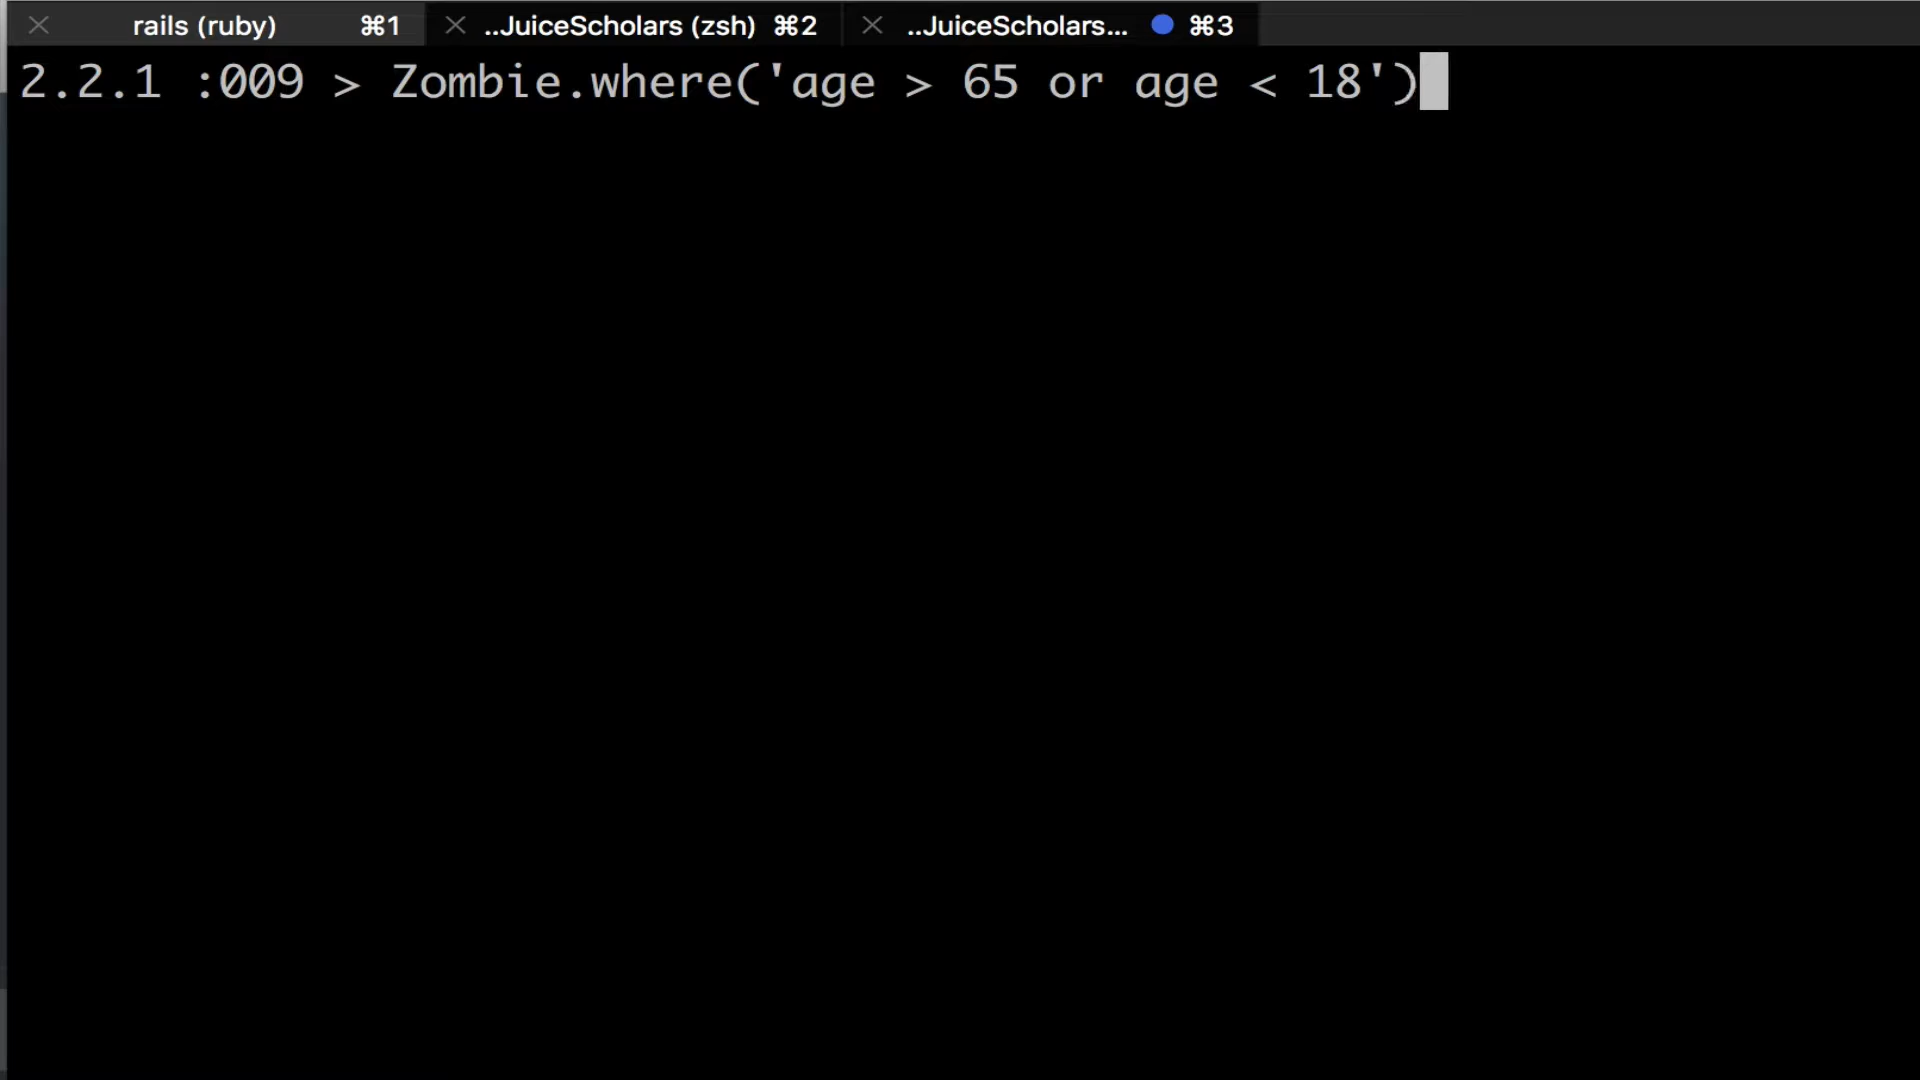 rails (ruby) ⌘1 ..JuiceScholars (zsh) ⌘2 ..JuiceScholars... ⌘3
2.2.1 :009 > Zombie.where('age > 65 or age < 18')